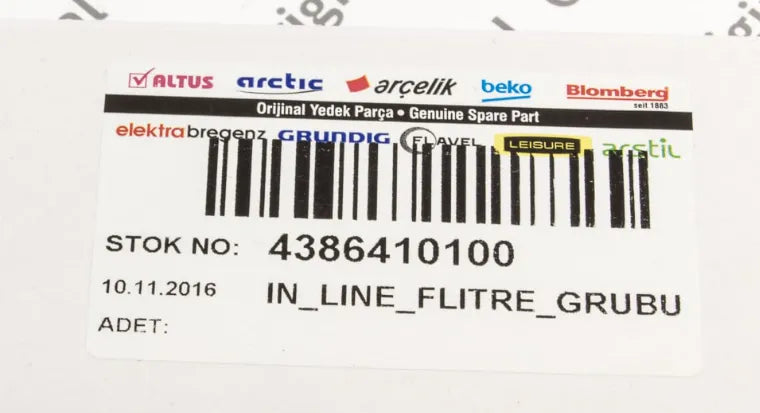 ALTUS arctic arçelik beko Blomberg
seit 1883
Orijinal Yedek Parça • Genuine Spare Part
elektrabregenz GRUNDIG FLAVEL LEISURE arstil
STOK NO: 4386410100
10.11.2016 IN_LINE_FLITRE_GRUBU
ADET: